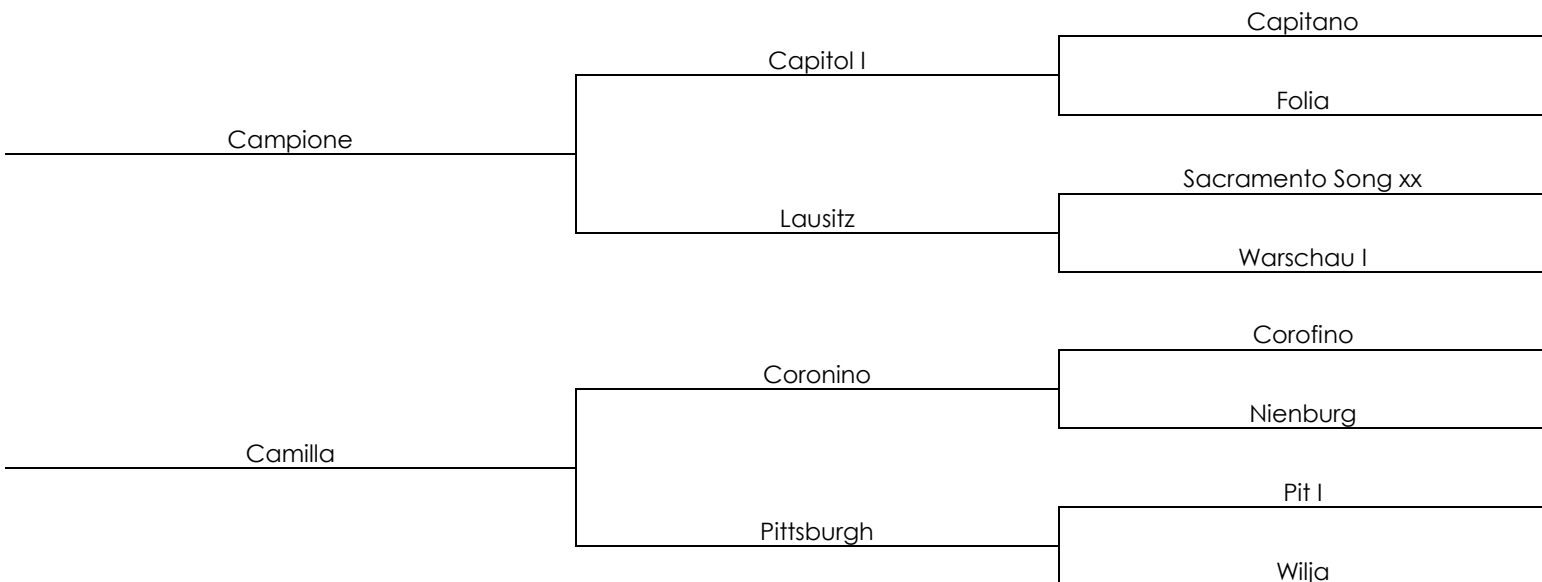 Capitano
Capitol I
Folia
Campione
Sacramento Song xx
Lausitz
Warschau I
Corofino
Coronino
Nienburg
Camilla
Pit I
Pittsburgh
Wilja